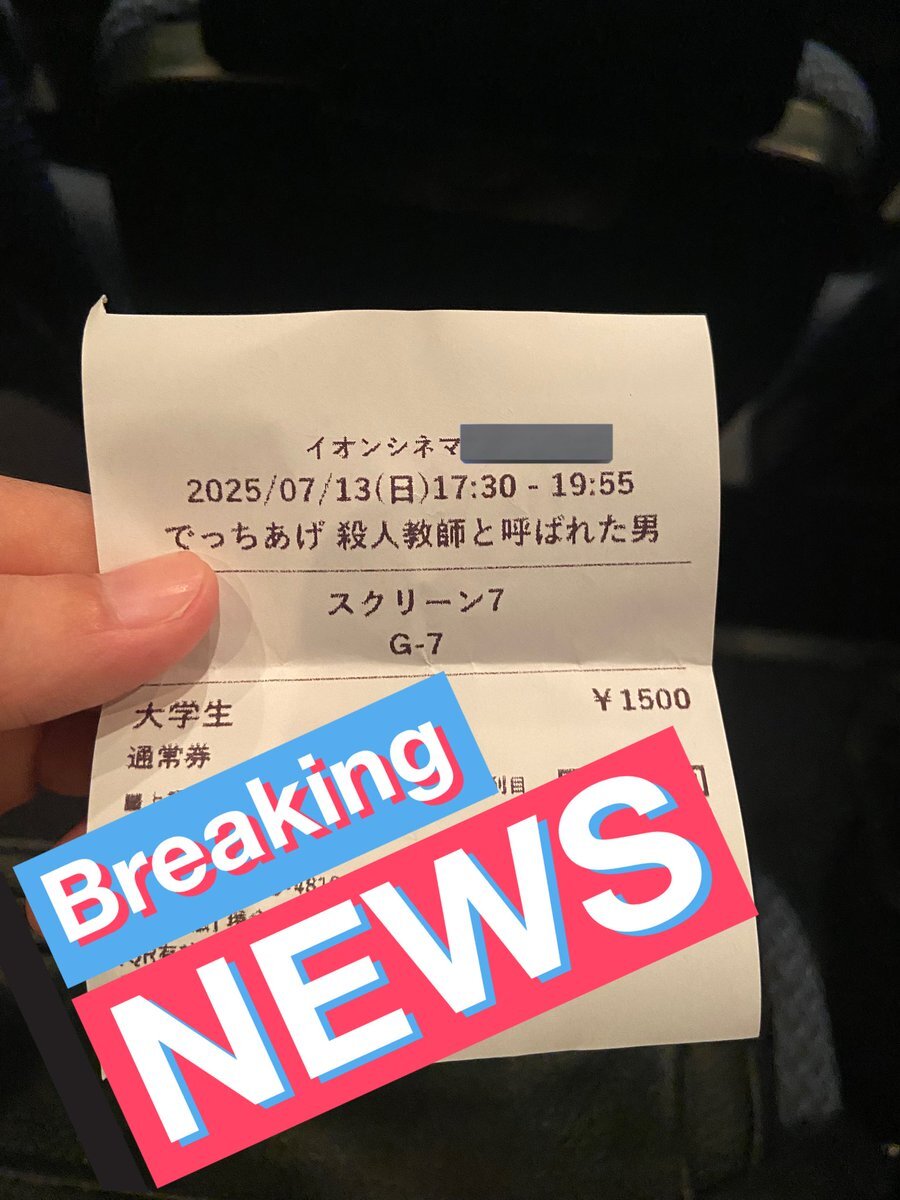 イオンシネマ
2025/07/13(日)17:30 - 19:55
でっちあげ 殺人教師と呼ばれた男
スクリーン7
G-7
大学生 ¥1500
通常券
Breaking
NEWS